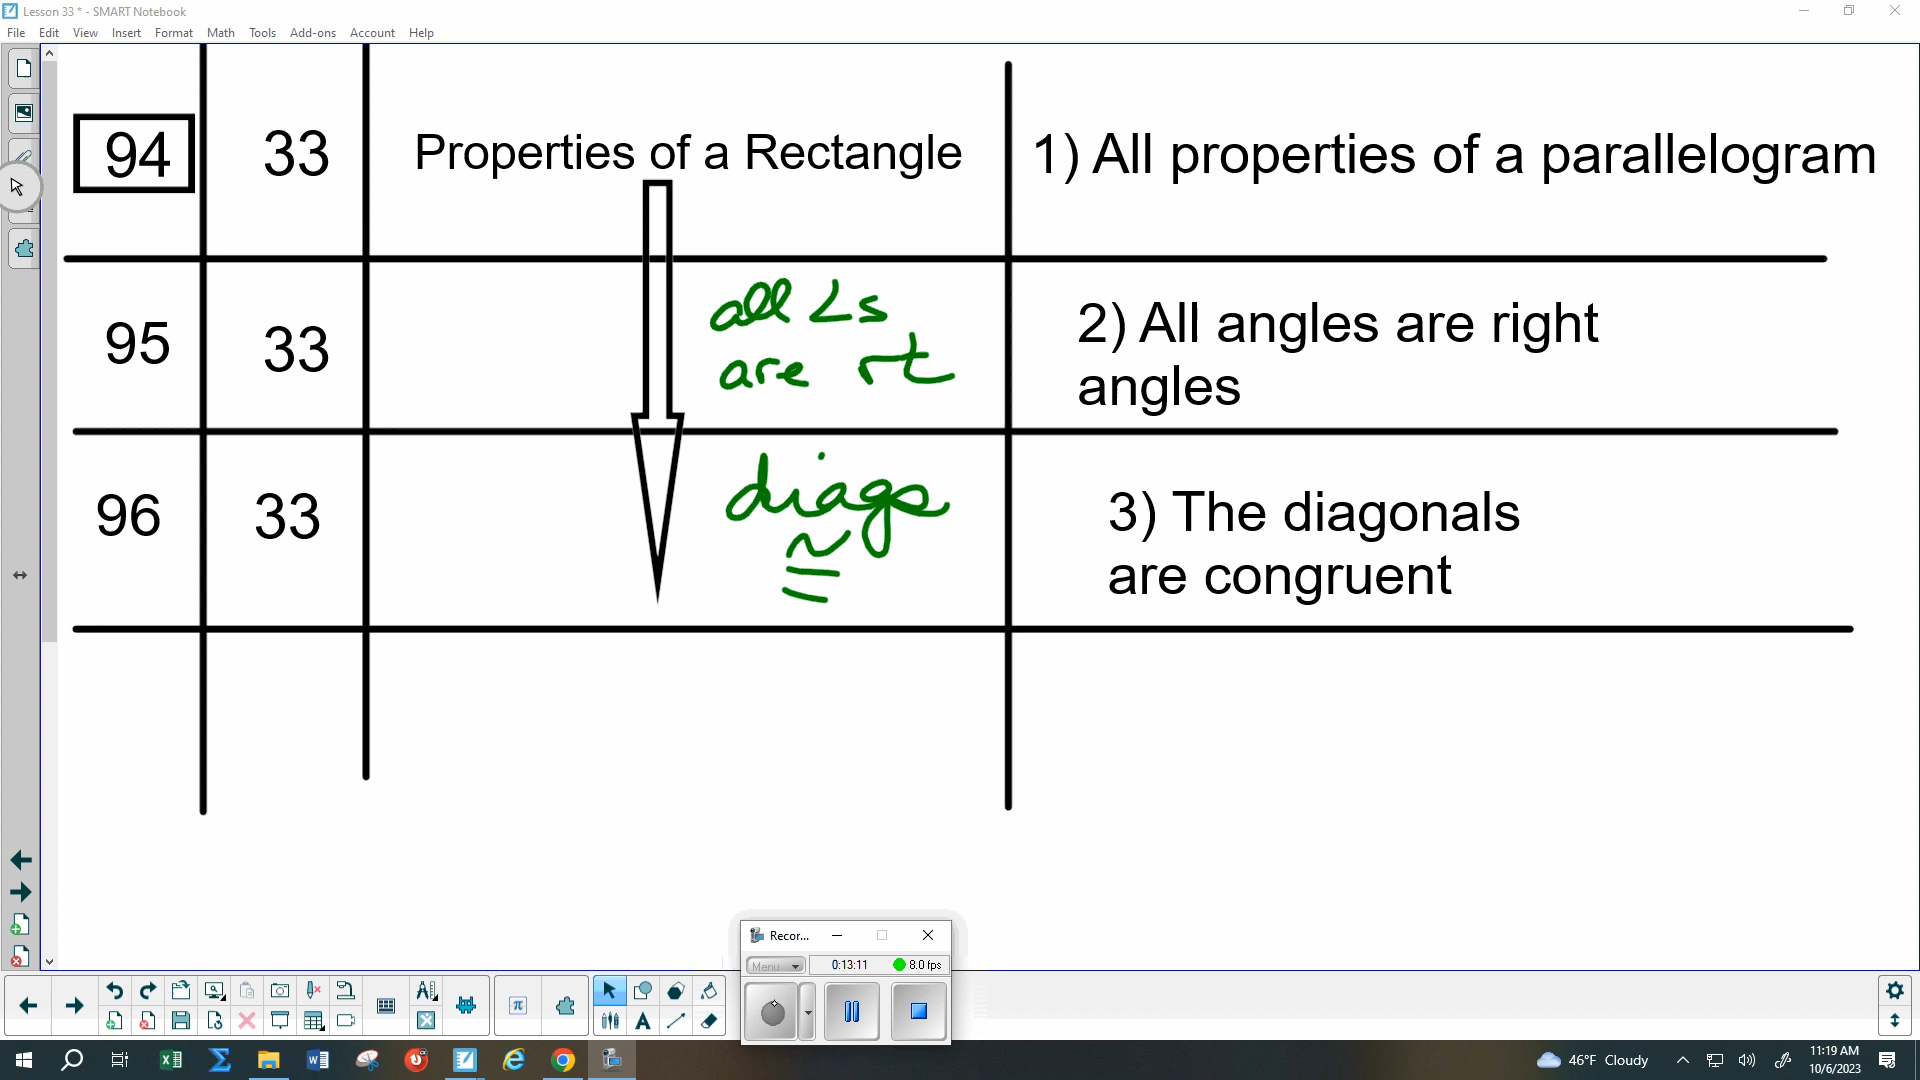 Lesson 33 * - SMART Notebook
File Edit View Insert Format Math Tools Add-ons Account Help
94 33 Properties of a Rectangle 1) All properties of a parallelogram
95 33 all ∠s 2) All angles are right
are rt angles
96 33 diags 3) The diagonals
≅ are congruent
Recor...
Menu 0:13:11 8.0 fps
46°F Cloudy 11:19 AM
10/6/2023